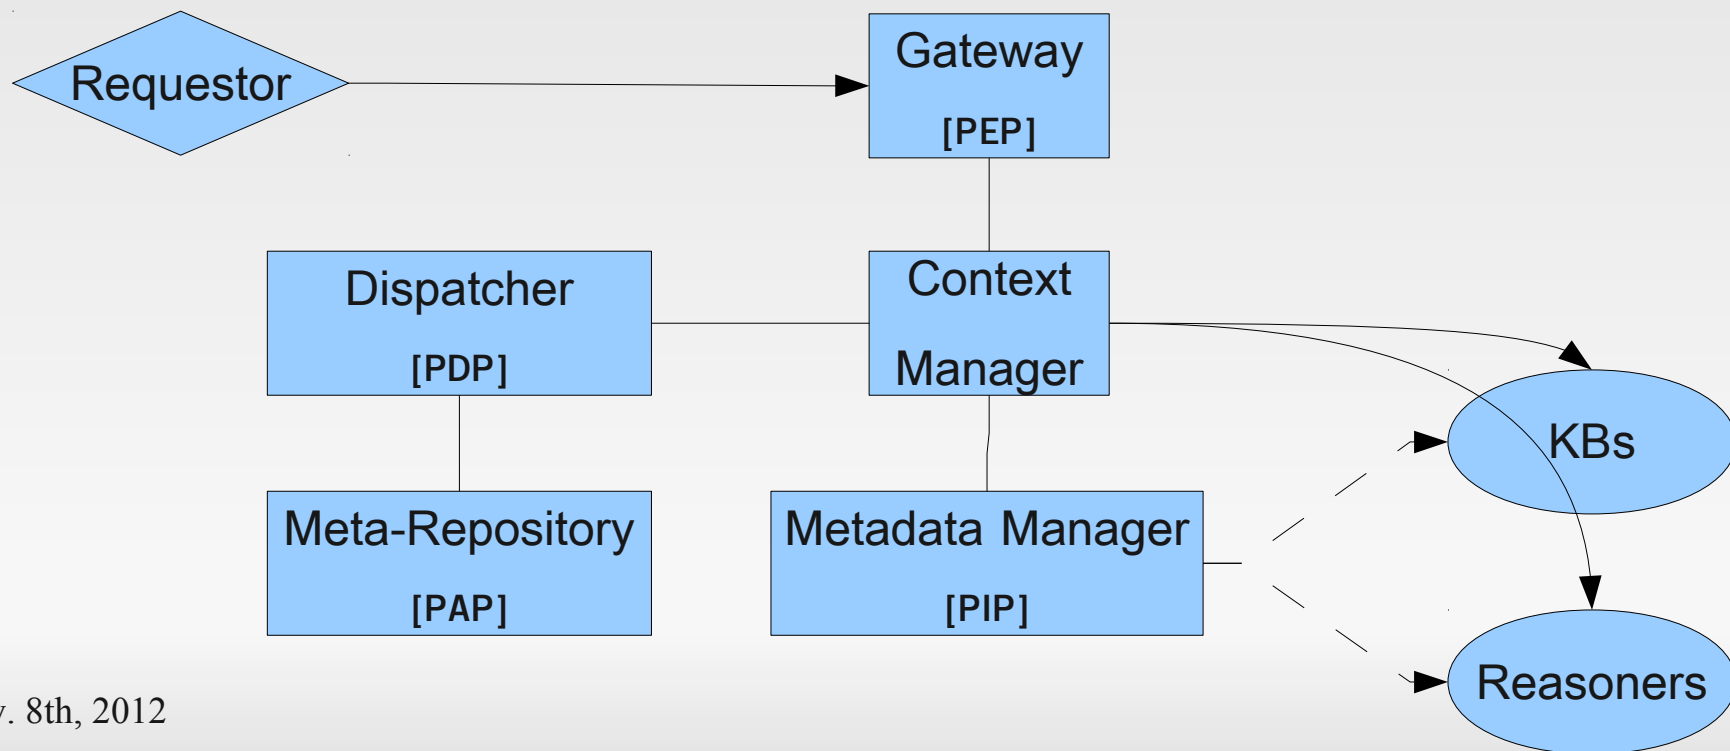 Requestor
Gateway
[PEP]
Dispatcher
[PDP]
Context
Manager
KBs
Meta-Repository
[PAP]
Metadata Manager
[PIP]
Reasoners
8th, 2012